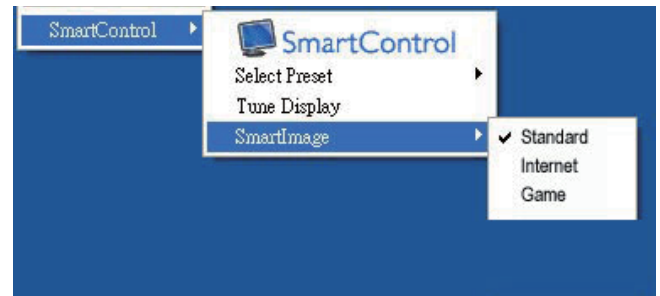 SmartControl
SmartControl
Select Preset
Tune Display
SmartImage
Standard
Internet
Game